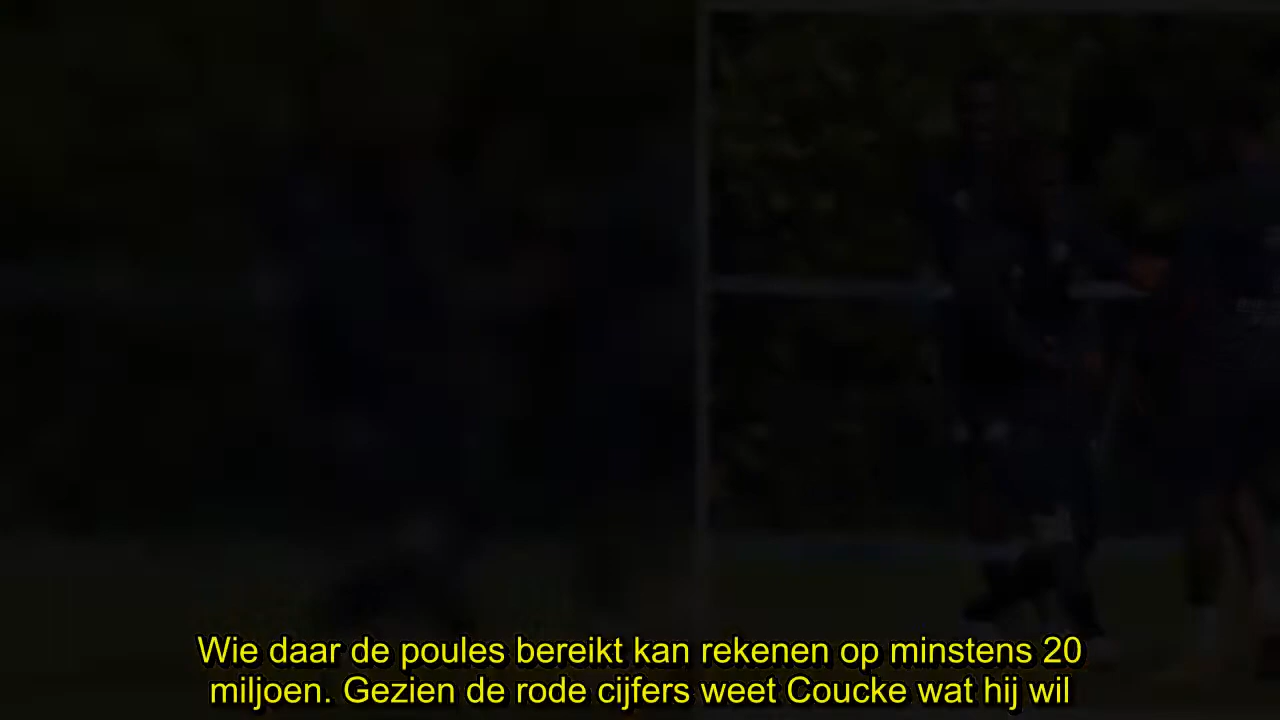 Wie daar de poules bereikt kan rekenen op minstens 20
miljoen. Gezien de rode cijfers weet Coucke wat hij wil